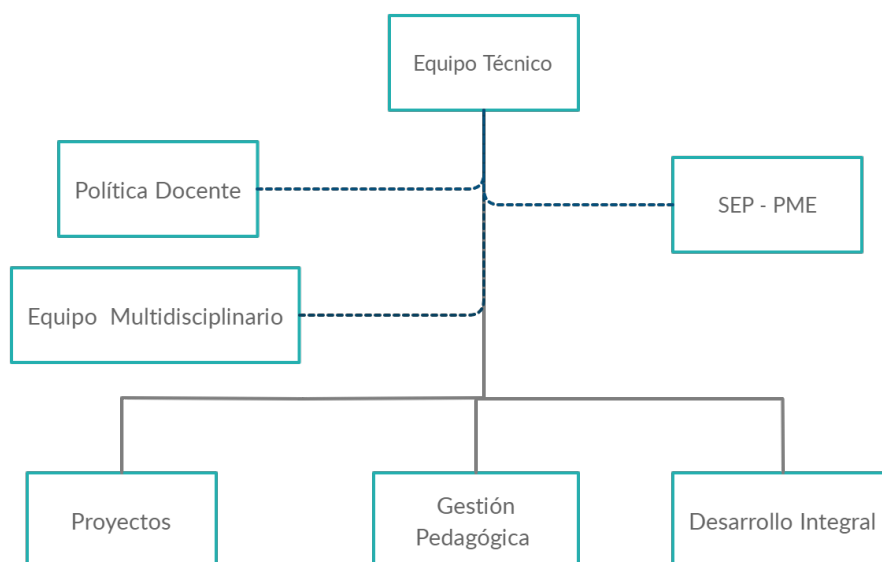 Equipo Técnico
Política Docente
SEP - PME
Equipo Multidisciplinario
Proyectos
Gestión
Pedagógica
Desarrollo Integral